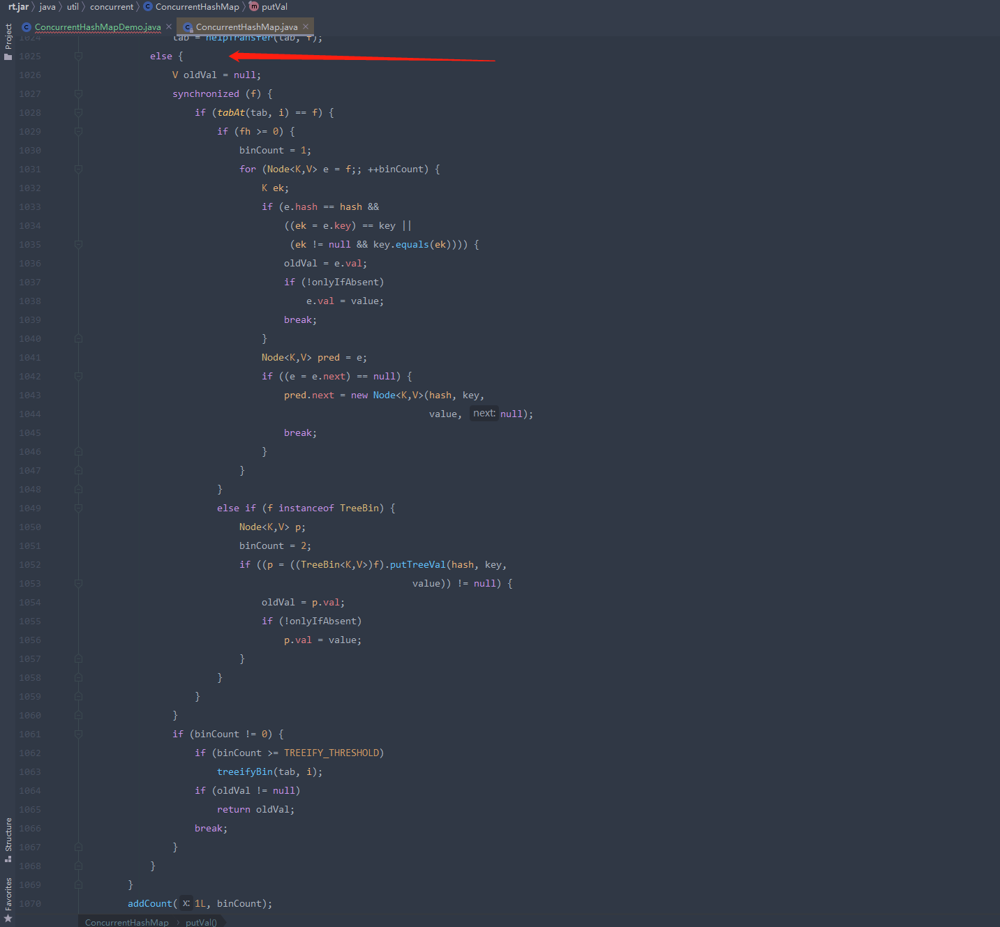 rt.jar 〉 java 〉 util 〉 concurrent 〉 C ConcurrentHashMap 〉 m putVal
C ConcurrentHashMapDemo.java × C ConcurrentHashMap.java ×
Project
1024 tab = helpTransfer(tab, f);
1025 else {
1026 V oldVal = null;
1027 synchronized (f) {
1028 if (tabAt(tab, i) == f) {
1029 if (fh >= 0) {
1030 binCount = 1;
1031 for (Node<K,V> e = f;; ++binCount) {
1032 K ek;
1033 if (e.hash == hash &&
1034 ((ek = e.key) == key ||
1035 (ek != null && key.equals(ek)))) {
1036 oldVal = e.val;
1037 if (!onlyIfAbsent)
1038 e.val = value;
1039 break;
1040 }
1041 Node<K,V> pred = e;
1042 if ((e = e.next) == null) {
1043 pred.next = new Node<K,V>(hash, key,
1044 value, next: null);
1045 break;
1046 }
1047 }
1048 }
1049 else if (f instanceof TreeBin) {
1050 Node<K,V> p;
1051 binCount = 2;
1052 if ((p = ((TreeBin<K,V>)f).putTreeVal(hash, key,
1053 value)) != null) {
1054 oldVal = p.val;
1055 if (!onlyIfAbsent)
1056 p.val = value;
1057 }
1058 }
1059 }
1060 }
1061 if (binCount != 0) {
1062 if (binCount >= TREEIFY_THRESHOLD)
1063 treeifyBin(tab, i);
1064 if (oldVal != null)
1065 return oldVal;
1066 break;
1067 }
1068 }
1069 }
1070 addCount( x: 1L, binCount);
Structure
Favorites
ConcurrentHashMap › putVal()